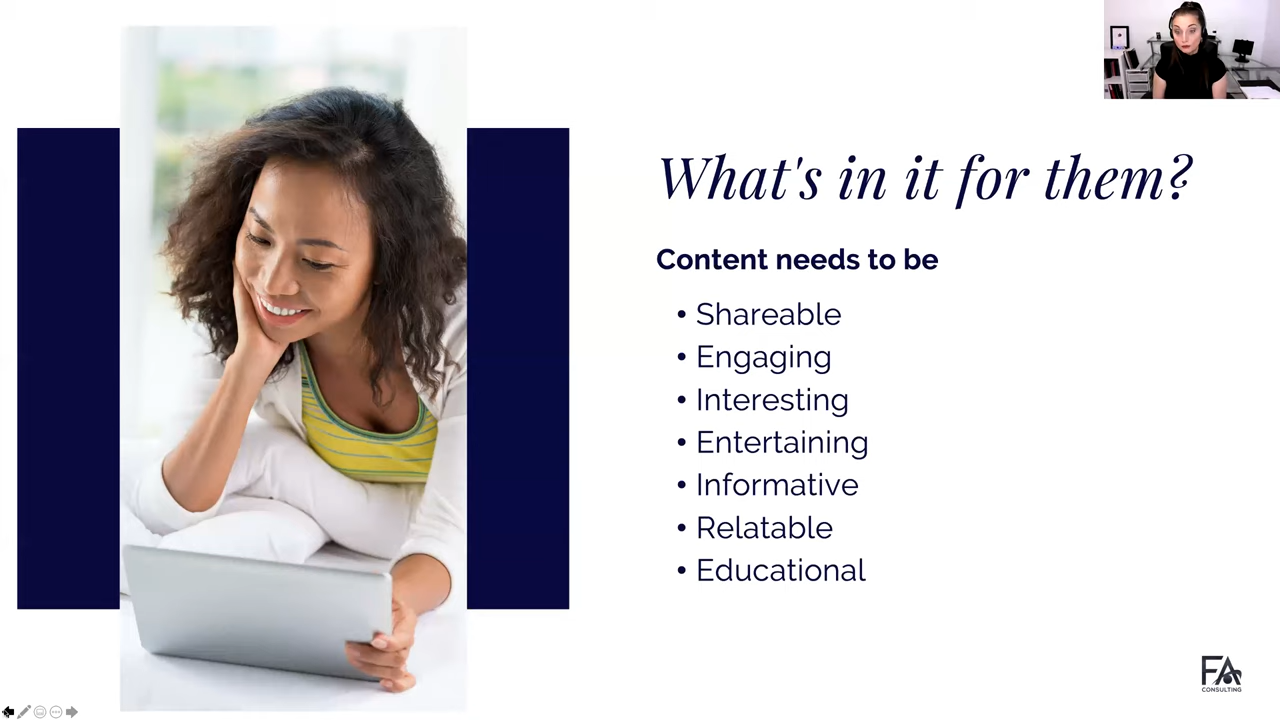 What's in it for them?
Content needs to be
• Shareable
• Engaging
• Interesting
• Entertaining
• Informative
• Relatable
• Educational
FA
CONSULTING